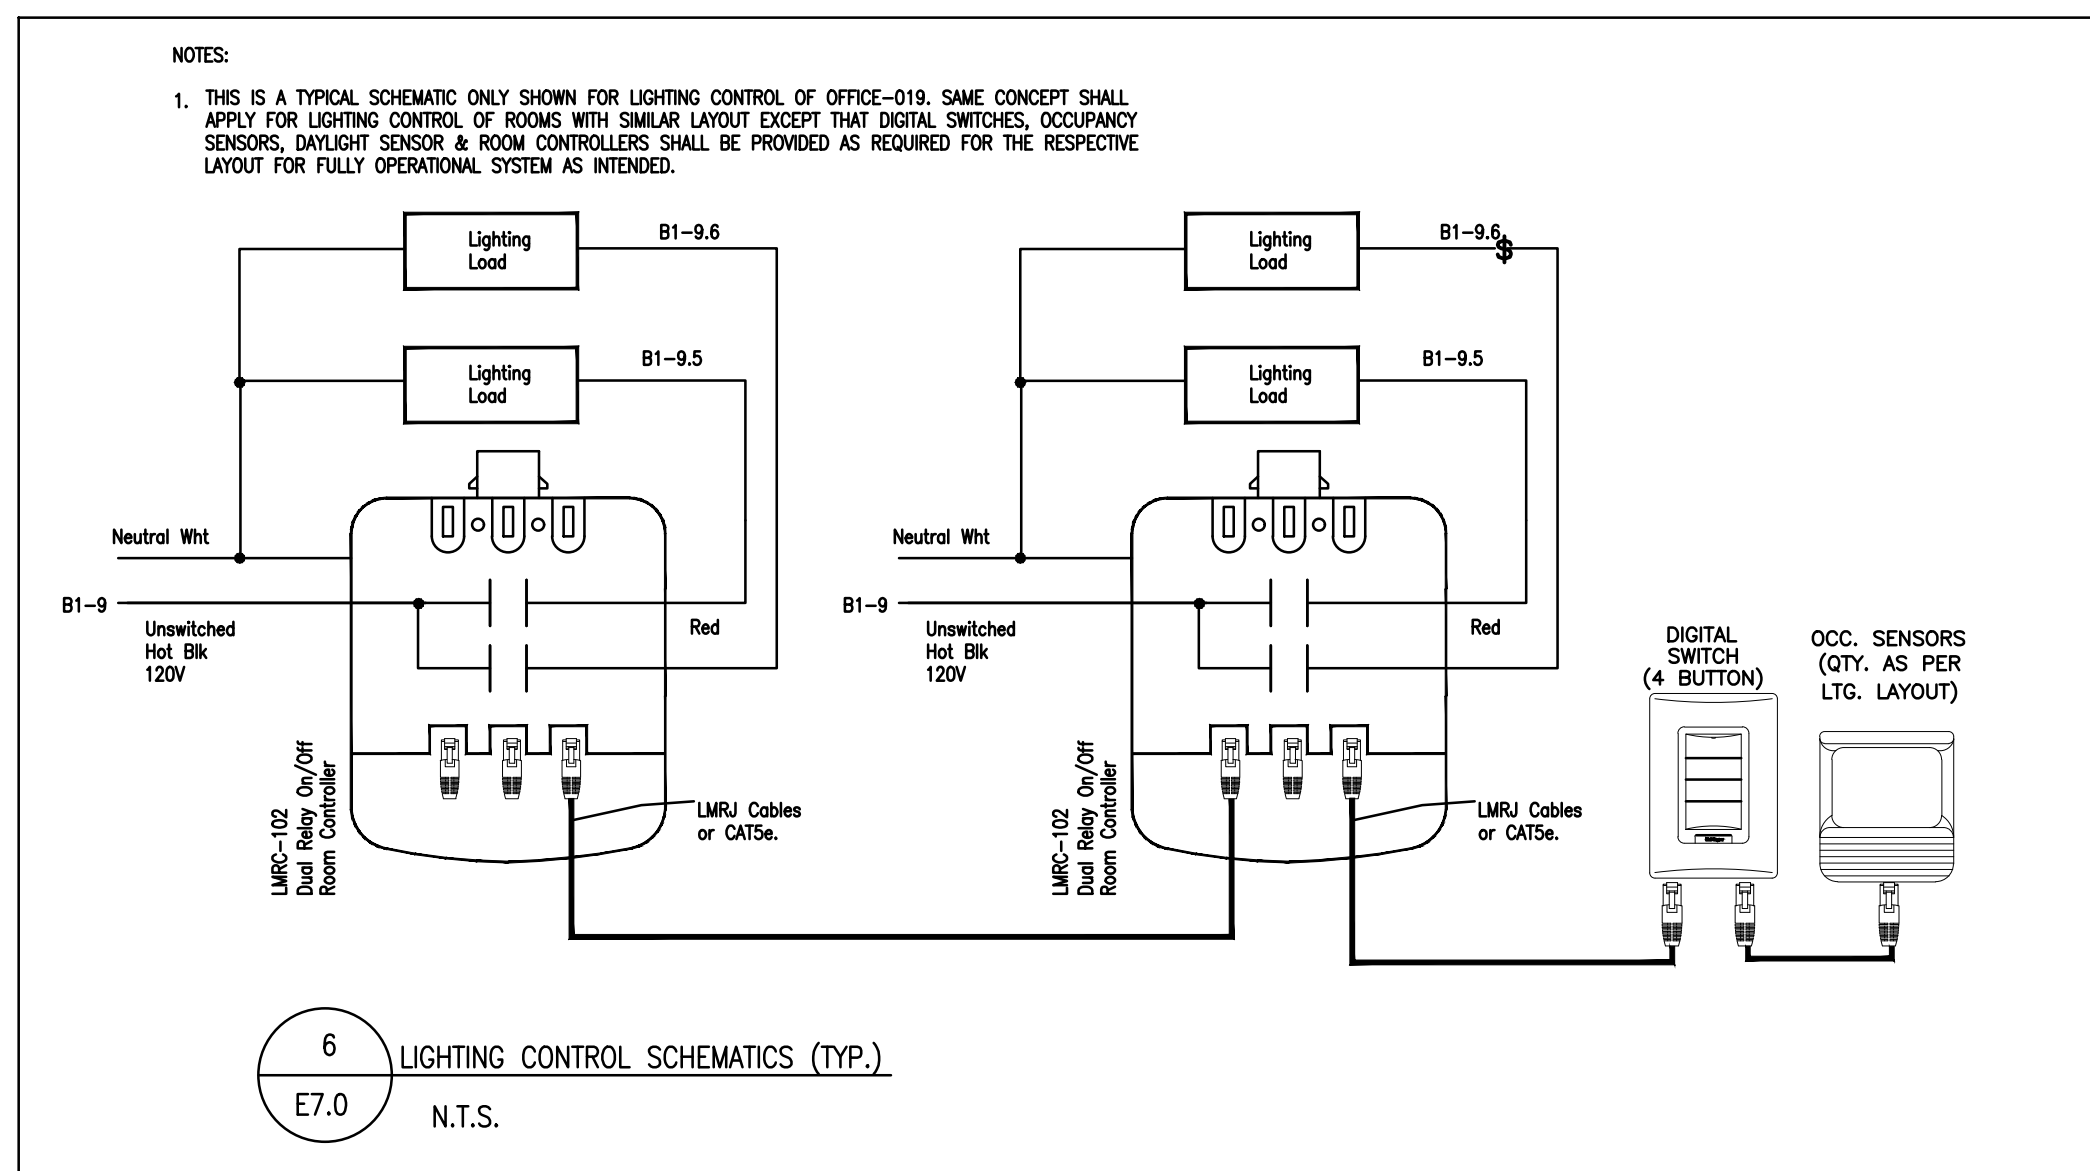 NOTES:
1. THIS IS A TYPICAL SCHEMATIC ONLY SHOWN FOR LIGHTING CONTROL OF OFFICE-019. SAME CONCEPT SHALL
APPLY FOR LIGHTING CONTROL OF ROOMS WITH SIMILAR LAYOUT EXCEPT THAT DIGITAL SWITCHES, OCCUPANCY
SENSORS, DAYLIGHT SENSOR & ROOM CONTROLLERS SHALL BE PROVIDED AS REQUIRED FOR THE RESPECTIVE
LAYOUT FOR FULLY OPERATIONAL SYSTEM AS INTENDED.
Lighting
Load
B1-9.6
Lighting
Load
B1-9.5
Neutral Wht
B1-9
Unswitched
Hot Blk
120V
Red
LMRC-102
Dual Relay On/Off
Room Controller
LMRJ Cables
or CAT5e.
Lighting
Load
B1-9.6
$
Lighting
Load
B1-9.5
Neutral Wht
B1-9
Unswitched
Hot Blk
120V
Red
LMRC-102
Dual Relay On/Off
Room Controller
LMRJ Cables
or CAT5e.
DIGITAL
SWITCH
(4 BUTTON)
OCC. SENSORS
(QTY. AS PER
LTG. LAYOUT)
6
E7.0
LIGHTING CONTROL SCHEMATICS (TYP.)
N.T.S.